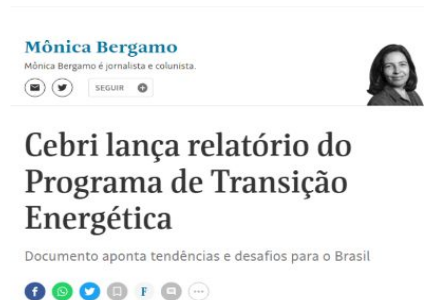 Mônica Bergamo
Mônica Bergamo é jornalista e colunista.
SEGUIR
Cebri lança relatório do
Programa de Transição
Energética
Documento aponta tendências e desafios para o Brasil
F